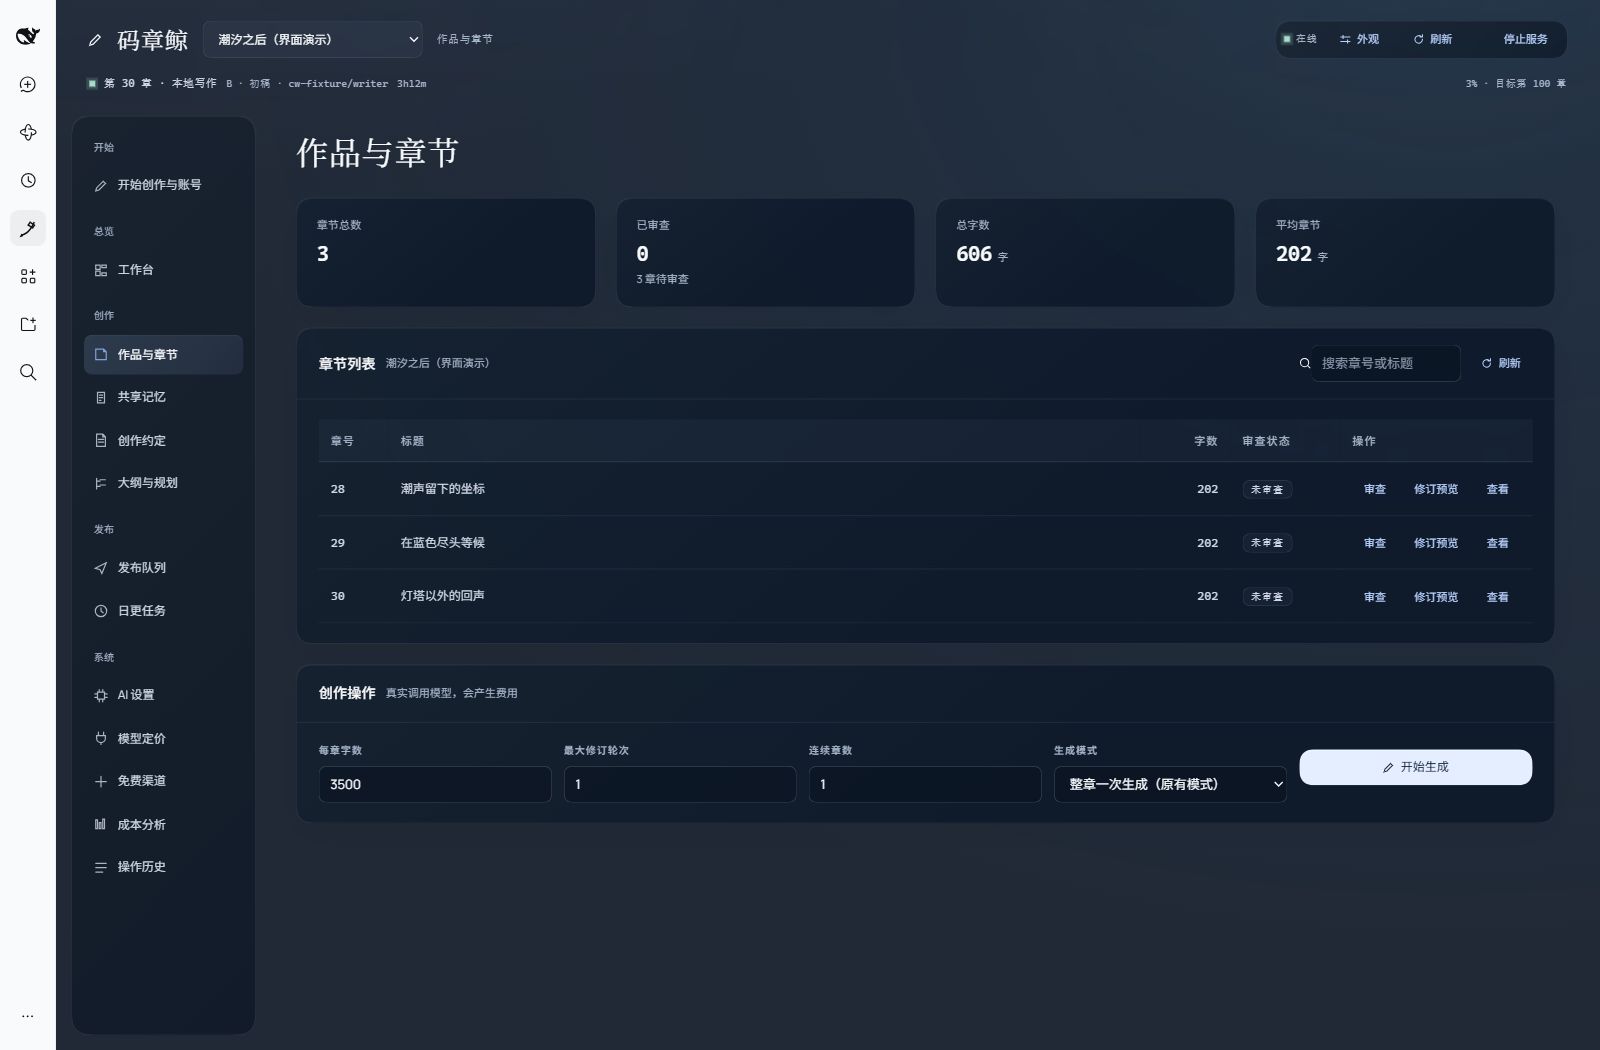 码章鲸 潮汐之后（界面演示） 作品与章节 在线 外观 刷新 停止服务
第 30 章 · 本地写作 B · 初稿 · cw-fixture/writer 3h12m 3% · 目标第 100 章
开始
开始创作与账号
总览
工作台
创作
作品与章节
共享记忆
创作约定
大纲与规划
发布
发布队列
日更任务
系统
AI 设置
模型定价
免费渠道
成本分析
操作历史
...
作品与章节
章节总数
3
已审查
0
3 章待审查
总字数
606 字
平均章节
202 字
章节列表 潮汐之后（界面演示） 搜索章号或标题 刷新
章号 标题 字数 审查状态 操作
28 潮声留下的坐标 202 未审查 审查 修订预览 查看
29 在蓝色尽头等候 202 未审查 审查 修订预览 查看
30 灯塔以外的回声 202 未审查 审查 修订预览 查看
创作操作 真实调用模型，会产生费用
每章字数 最大修订轮次 连续章数 生成模式
3500 1 1 整章一次生成（原有模式） 开始生成